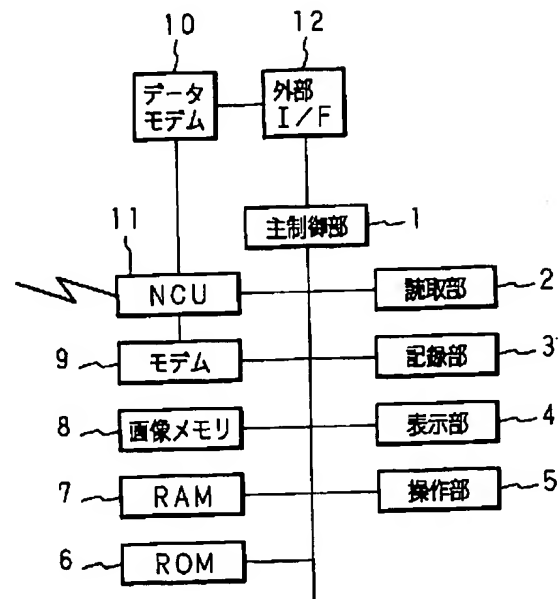 10
12
データ
モデム
外部
I/F
1
主制御部
11
NCU
読取部
2
9
モデム
記録部
3
8
画像メモリ
表示部
4
7
RAM
操作部
5
6
ROM